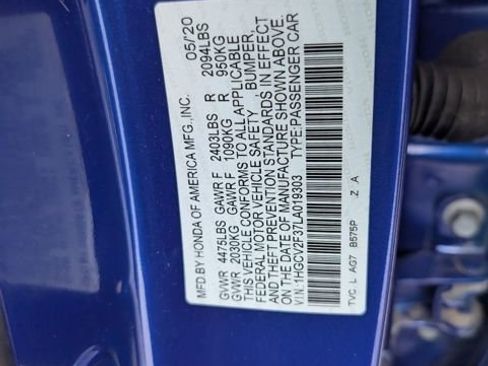 MFD.BY HONDA OF AMERICA MFG.,INC. 05/'20
GVWR 4475LBS GAWR F 2403LBS R 2094LBS
GVWR 2030KG GAWR F 1090KG R 950KG
THIS VEHICLE CONFORMS TO ALL APPLICABLE
FEDERAL MOTOR VEHICLE SAFETY, BUMPER,
AND THEFT PREVENTION STANDARDS IN EFFECT
ON THE DATE OF MANUFACTURE SHOWN ABOVE.
V.I.N:1HGCV2F37LA019303 TYPE:PASSENGER CAR
TVC L AG7 B575P Z A